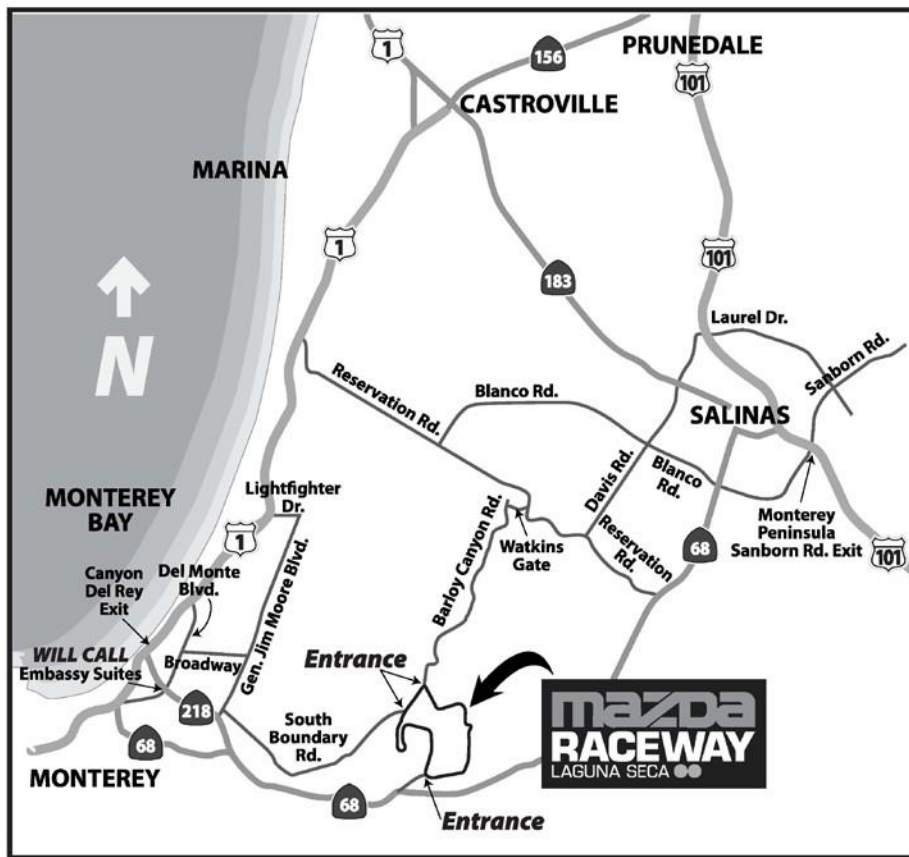 1
156
PRUNEDALE
101
CASTROVILLE
MARINA
1
101
183
N
Laurel Dr.
Sanborn Rd.
Reservation Rd.
Blanco Rd.
SALINAS
Davis Rd.
Blanco
Rd.
MONTEREY
BAY
Lightfighter
Dr.
1
Barloy Canyon Rd.
Watkins
Gate
Reservation
Rd.
68
Monterey
Peninsula
Sanborn Rd. Exit
101
Canyon
Del Rey
Exit
Del Monte
Blvd.
Gen. Jim Moore Blvd.
WILL CALL
Embassy Suites
Broadway
Entrance
218
South
Boundary
Rd.
mazDa
RACEWAY
LAGUNA SECA
68
MONTEREY
68
Entrance